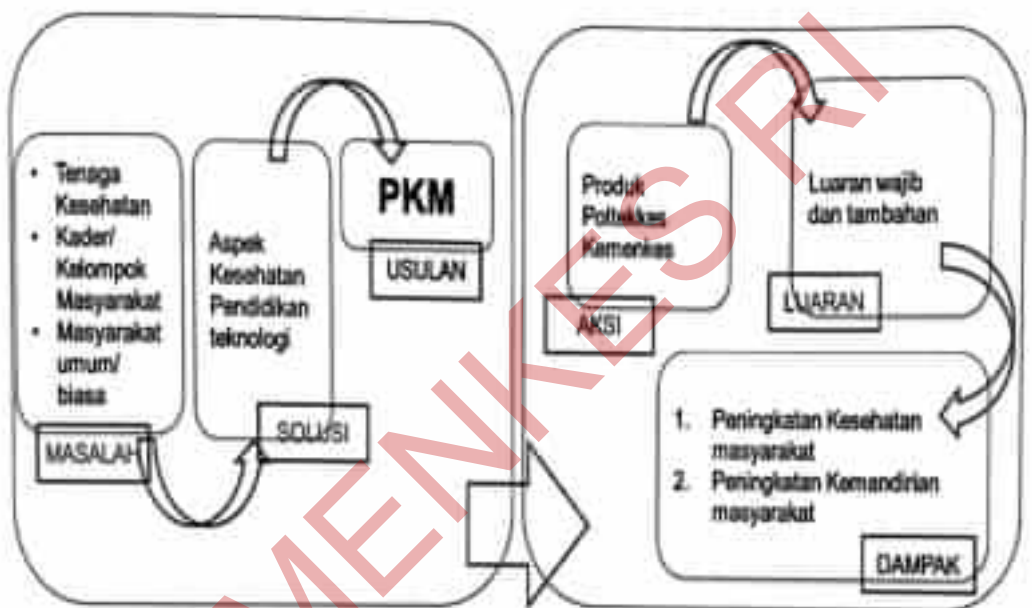 • Tenaga
Kesehatan
• Kader/
Kelompok
Masyarakat
• Masyarakat
umum/
biasa
MASALAH
Aspek
Kesehatan
Pendidikan
teknologi
SOLUSI
PKM
USULAN
Produk
Poltekkes
Kemenkes
AKSI
Luaran wajib
dan tambahan
LUARAN
1. Peningkatan Kesehatan
masyarakat
2. Peningkatan Kemandirian
masyarakat
DAMPAK
MENKES RI